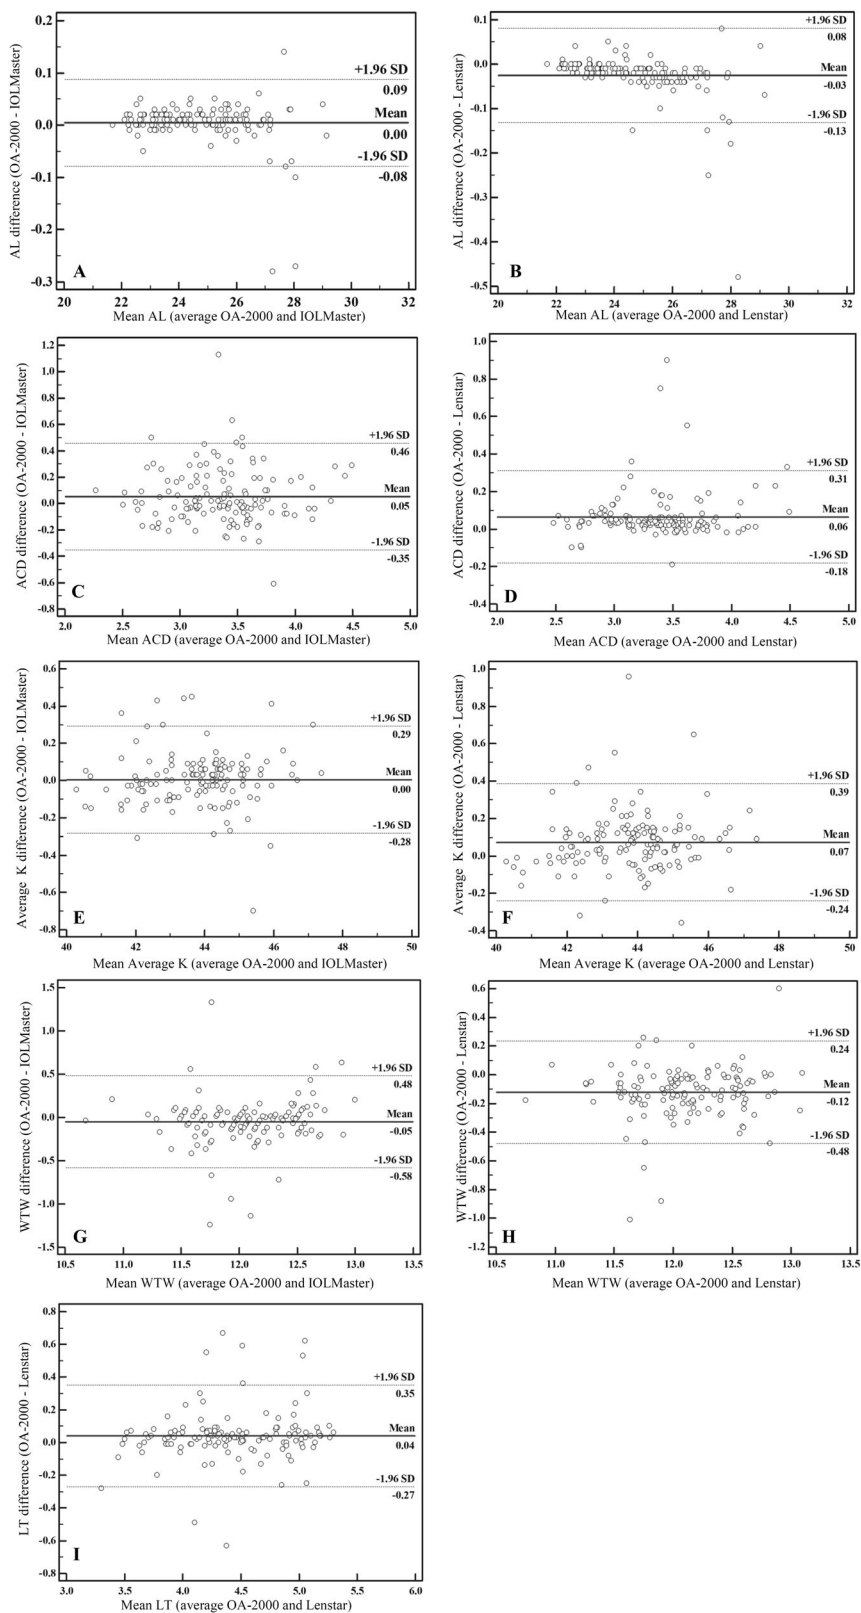 AL difference (OA-2000 - IOLMaster)
0.2
0.1
0.0
-0.1
-0.2
-0.3
+1.96 SD
0.09
Mean
0.00
-1.96 SD
-0.08
A
20 22 24 26 28 30 32
Mean AL (average OA-2000 and IOLMaster)
AL difference (OA-2000 - Lenstar)
0.1
0.0
-0.1
-0.2
-0.3
-0.4
-0.5
+1.96 SD
0.08
Mean
-0.03
-1.96 SD
-0.13
B
20 22 24 26 28 30 32
Mean AL (average OA-2000 and Lenstar)
ACD difference (OA-2000 - IOLMaster)
1.2
1.0
0.8
0.6
0.4
0.2
0.0
-0.2
-0.4
-0.6
-0.8
+1.96 SD
0.46
Mean
0.05
-1.96 SD
-0.35
C
2.0 2.5 3.0 3.5 4.0 4.5 5.0
Mean ACD (average OA-2000 and IOLMaster)
ACD difference (OA-2000 - Lenstar)
1.0
0.8
0.6
0.4
0.2
0.0
-0.2
-0.4
+1.96 SD
0.31
Mean
0.06
-1.96 SD
-0.18
D
2.0 2.5 3.0 3.5 4.0 4.5 5.0
Mean ACD (average OA-2000 and Lenstar)
Average K difference (OA-2000 - IOLMaster)
0.6
0.4
0.2
0.0
-0.2
-0.4
-0.6
-0.8
+1.96 SD
0.29
Mean
0.00
-1.96 SD
-0.28
E
40 42 44 46 48 50
Mean Average K (average OA-2000 and IOLMaster)
Average K difference (OA-2000 - Lenstar)
1.0
0.8
0.6
0.4
0.2
0.0
-0.2
-0.4
+1.96 SD
0.39
Mean
0.07
-1.96 SD
-0.24
F
40 42 44 46 48 50
Mean Average K (average OA-2000 and Lenstar)
WTW difference (OA-2000 - IOLMaster)
1.5
1.0
0.5
0.0
-0.5
-1.0
-1.5
+1.96 SD
0.48
Mean
-0.05
-1.96 SD
-0.58
G
10.5 11.0 11.5 12.0 12.5 13.0 13.5
Mean WTW (average OA-2000 and IOLMaster)
WTW difference (OA-2000 - Lenstar)
0.6
0.4
0.2
0.0
-0.2
-0.4
-0.6
-0.8
-1.0
-1.2
+1.96 SD
0.24
Mean
-0.12
-1.96 SD
-0.48
H
10.5 11.0 11.5 12.0 12.5 13.0 13.5
Mean WTW (average OA-2000 and Lenstar)
LT difference (OA-2000 - Lenstar)
0.8
0.6
0.4
0.2
0.0
-0.2
-0.4
-0.6
-0.8
+1.96 SD
0.35
Mean
0.04
-1.96 SD
-0.27
I
3.0 3.5 4.0 4.5 5.0 5.5 6.0
Mean LT (average OA-2000 and Lenstar)